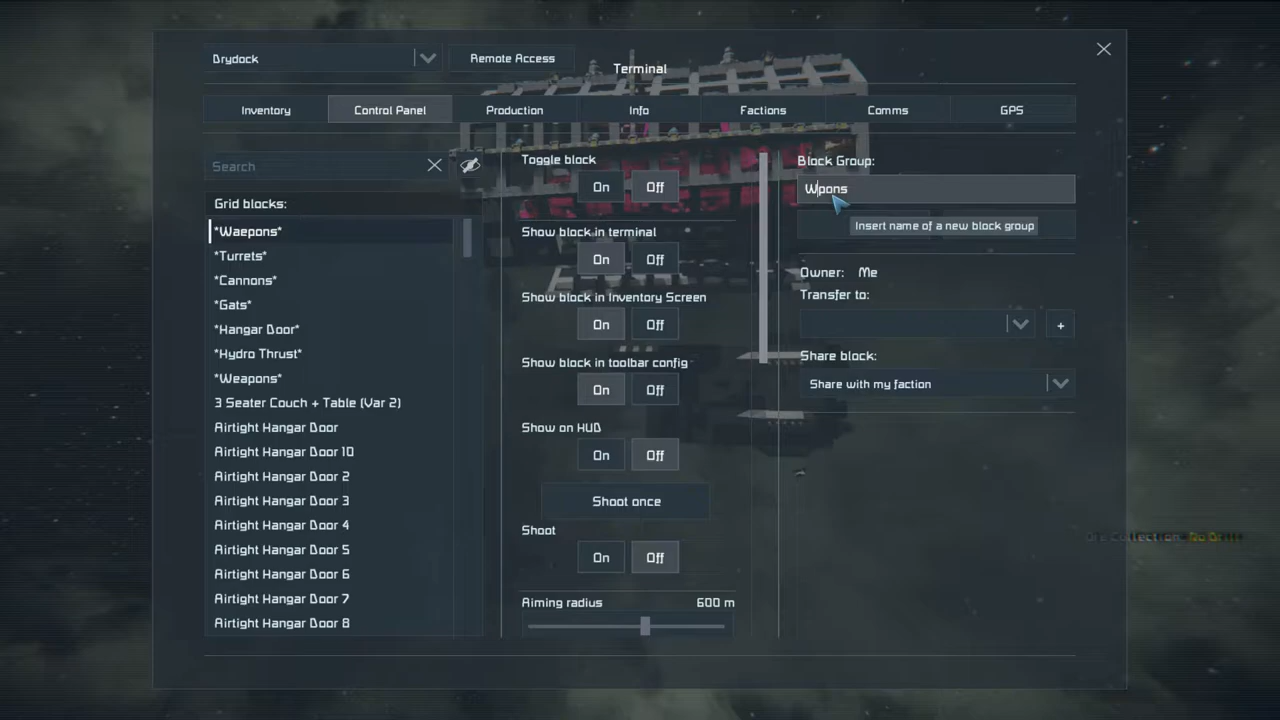 Drydock
Remote Access
Terminal
Inventory
Control Panel
Production
Info
Factions
Comms
GPS
Search
Grid blocks:
*Waepons*
*Turrets*
*Cannons*
*Gats*
*Hangar Door*
*Hydro Thrust*
*Weapons*
3 Seater Couch + Table (Var 2)
Airtight Hangar Door
Airtight Hangar Door 10
Airtight Hangar Door 2
Airtight Hangar Door 3
Airtight Hangar Door 4
Airtight Hangar Door 5
Airtight Hangar Door 6
Airtight Hangar Door 7
Airtight Hangar Door 8
Toggle block
On Off
Show block in terminal
On Off
Show block in Inventory Screen
On Off
Show block in toolbar config
On Off
Show on HUD
On Off
Shoot once
Shoot
On Off
Aiming radius 600 m
Block Group:
Wpons
Insert name of a new block group
Owner: Me
Transfer to:
+
Share block:
Share with my faction